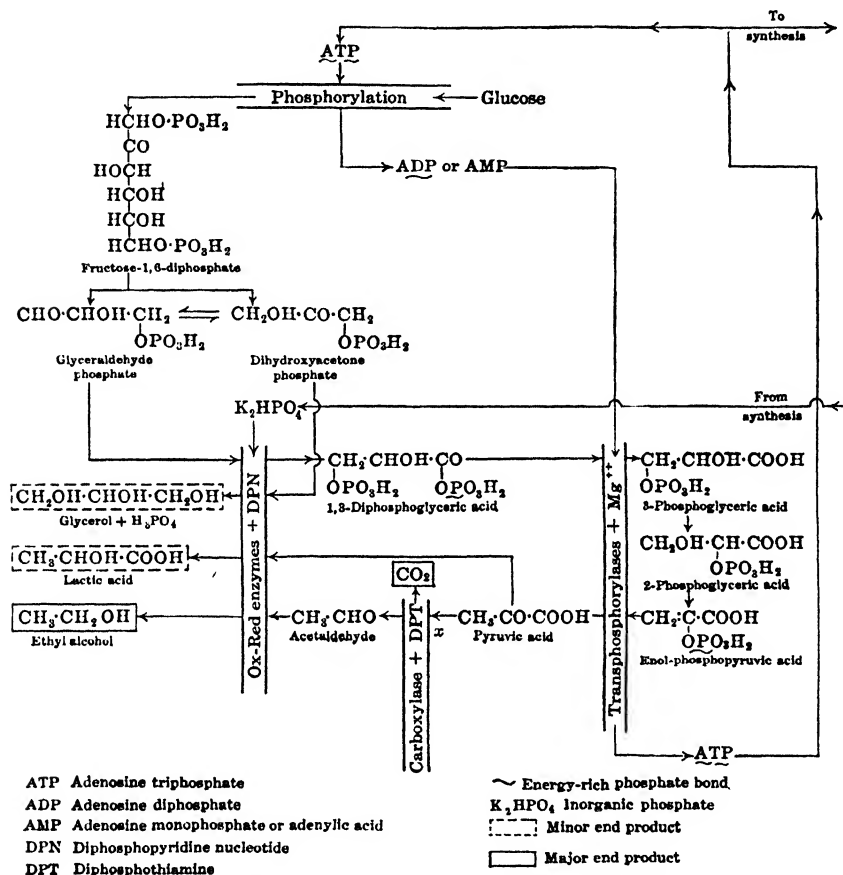 To
synthesis
ATP
Phosphorylation
Glucose
HCHO·PO₃H₂
CO
HOCH
HCOH
HCOH
HCHO·PO₃H₂
Fructose-1,6-diphosphate
ADP or AMP
CHO·CHOH·CH₂
OPO₃H₂
Glyceraldehyde
phosphate
CH₂OH·CO·CH₂
OPO₃H₂
Dihydroxyacetone
phosphate
K₂HPO₄
From
synthesis
Ox-Red enzymes + DPN
CH₂·CHOH·CO
OPO₃H₂ OPO₃H₂
1,3-Diphosphoglyceric acid
Transphosphorylases + Mg⁺⁺
CH₂·CHOH·COOH
OPO₃H₂
3-Phosphoglyceric acid
CH₂OH·CHOH·CH₂OH
Glycerol + H₃PO₄
CH₂OH·CH·COOH
OPO₃H₂
2-Phosphoglyceric acid
CH₃·CHOH·COOH
Lactic acid
CO₂
CH₃·CH₂OH
Ethyl alcohol
CH₃·CHO
Acetaldehyde
Carboxylase + DPT
CH₃·CO·COOH
Pyruvic acid
CH₂:C·COOH
OPO₃H₂
Enol-phosphopyruvic acid
ATP
ATP Adenosine triphosphate
ADP Adenosine diphosphate
AMP Adenosine monophosphate or adenylic acid
DPN Diphosphopyridine nucleotide
DPT Diphosphothiamine
~ Energy-rich phosphate bond
K₂HPO₄ Inorganic phosphate
Minor end product
Major end product